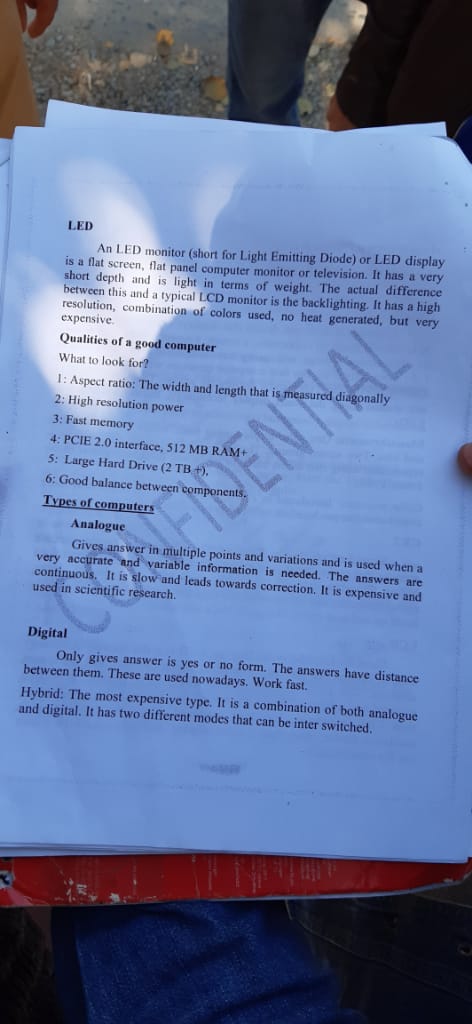 LED
An LED monitor (short for Light Emitting Diode) or LED display
is a flat screen, flat panel computer monitor or television. It has a very
short depth and is light in terms of weight. The actual difference
between this and a typical LCD monitor is the backlighting. It has a high
resolution, combination of colors used, no heat generated, but very
expensive.
Qualities of a good computer
What to look for?
1: Aspect ratio: The width and length that is measured diagonally
2: High resolution power
3: Fast memory
4: PCIE 2.0 interface, 512 MB RAM+
5: Large Hard Drive (2 TB +),
6: Good balance between components.
Types of computers
Analogue
Gives answer in multiple points and variations and is used when a
very accurate and variable information is needed. The answers are
continuous. It is slow and leads towards correction. It is expensive and
used in scientific research.
Digital
Only gives answer is yes or no form. The answers have distance
between them. These are used nowadays. Work fast.
Hybrid: The most expensive type. It is a combination of both analogue
and digital. It has two different modes that can be inter switched.
CONFIDENTIAL